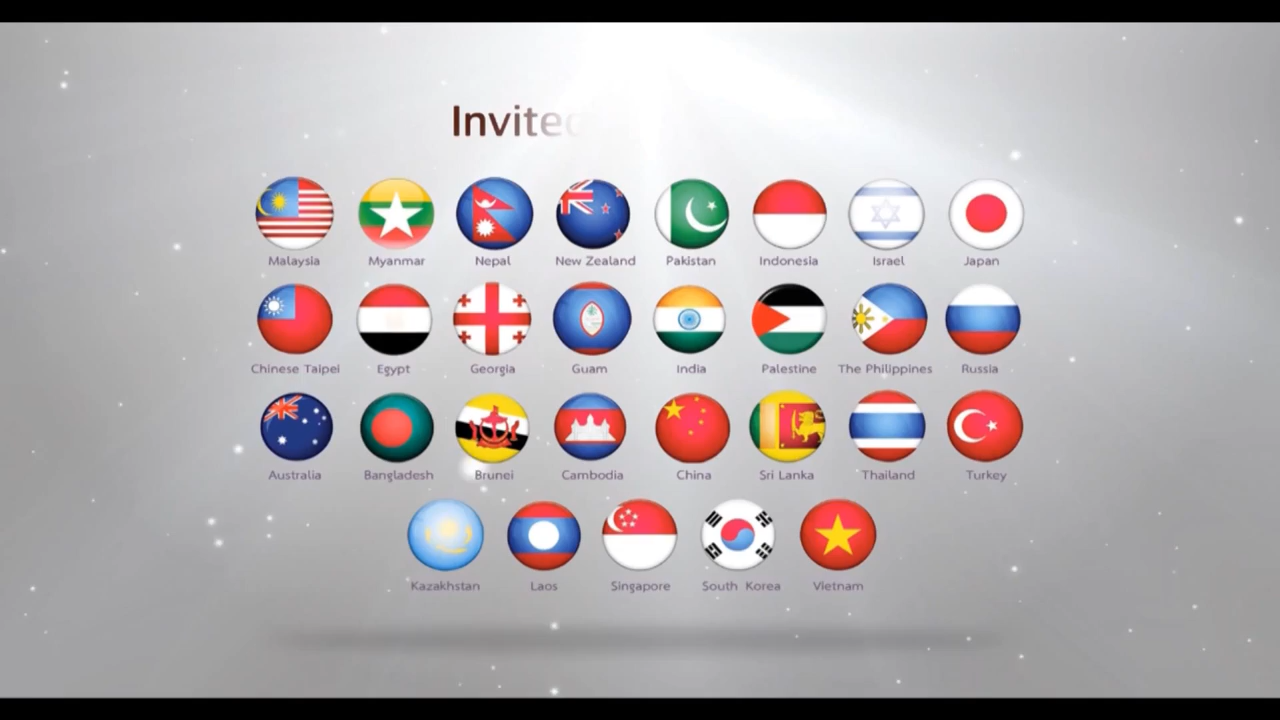 Invited
Malaysia Myanmar Nepal New Zealand Pakistan Indonesia Israel Japan
Chinese Taipei Egypt Georgia Guam India Palestine The Philippines Russia
Australia Bangladesh Brunei Cambodia China Sri Lanka Thailand Turkey
Kazakhstan Laos Singapore South Korea Vietnam